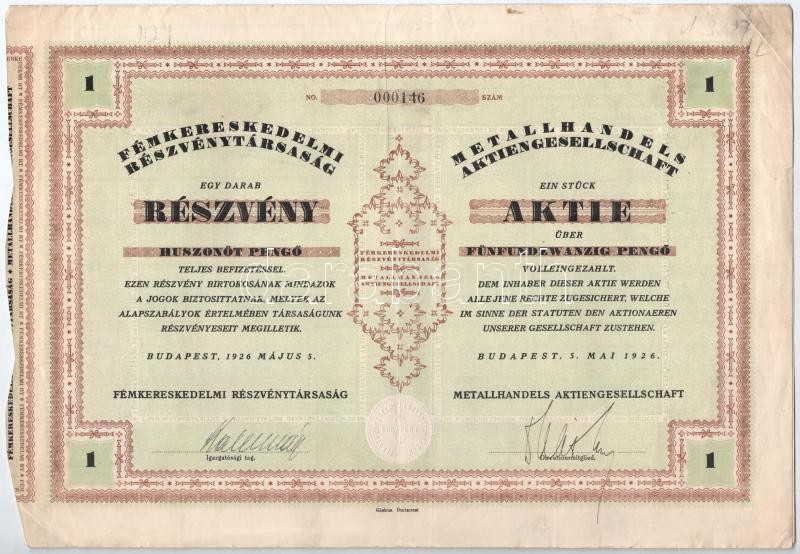 1
1
NO. 000146 SZÁM
FÉMKERESKEDELMI
RÉSZVÉNYTÁRSASÁG
EGY DARAB
RÉSZVÉNY
HUSZONÖT PENGŐ
TELJES BEFIZETÉSSEL.
EZEN RÉSZVÉNY BIRTOKOSÁNAK MINDAZOK
A JOGOK BIZTOSITTATNAK, MELYEK AZ
ALAPSZABÁLYOK ÉRTELMÉBEN TÁRSASÁGUNK
RÉSZVÉNYESEIT MEGILLETIK.
BUDAPEST, 1926 MÁJUS 5.
FÉMKERESKEDELMI RÉSZVÉNYTÁRSASÁG
Igazgatósági tag.
FÉMKERESKEDELMI
RÉSZVÉNYTÁRSASÁG
METALLHANDELS
AKTIENGESELLSCHAFT
METALLHANDELS
AKTIENGESELLSCHAFT
EIN STÜCK
AKTIE
ÜBER
FÜNFUNDZWANZIG PENGŐ
VOLLEINGEZAHLT.
DEM INHABER DIESER AKTIE WERDEN
ALLE JENE RECHTE ZUGESICHERT, WELCHE
IM SINNE DER STATUTEN DEN AKTIONAEREN
UNSERER GESELLSCHAFT ZUSTEHEN.
BUDAPEST, 5. MAI 1926.
METALLHANDELS AKTIENGESELLSCHAFT
Direktionsmitglied.
1
1
darabanth